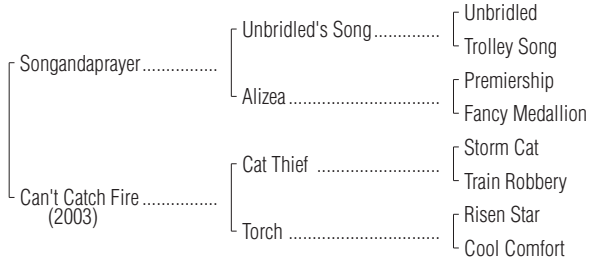 Unbridled
Unbridled's Song..............
Trolley Song
Songandaprayer................
Premiership
Alizea................................
Fancy Medallion
Storm Cat
Cat Thief ..........................
Train Robbery
Can't Catch Fire ................
(2003)
Risen Star
Torch ................................
Cool Comfort